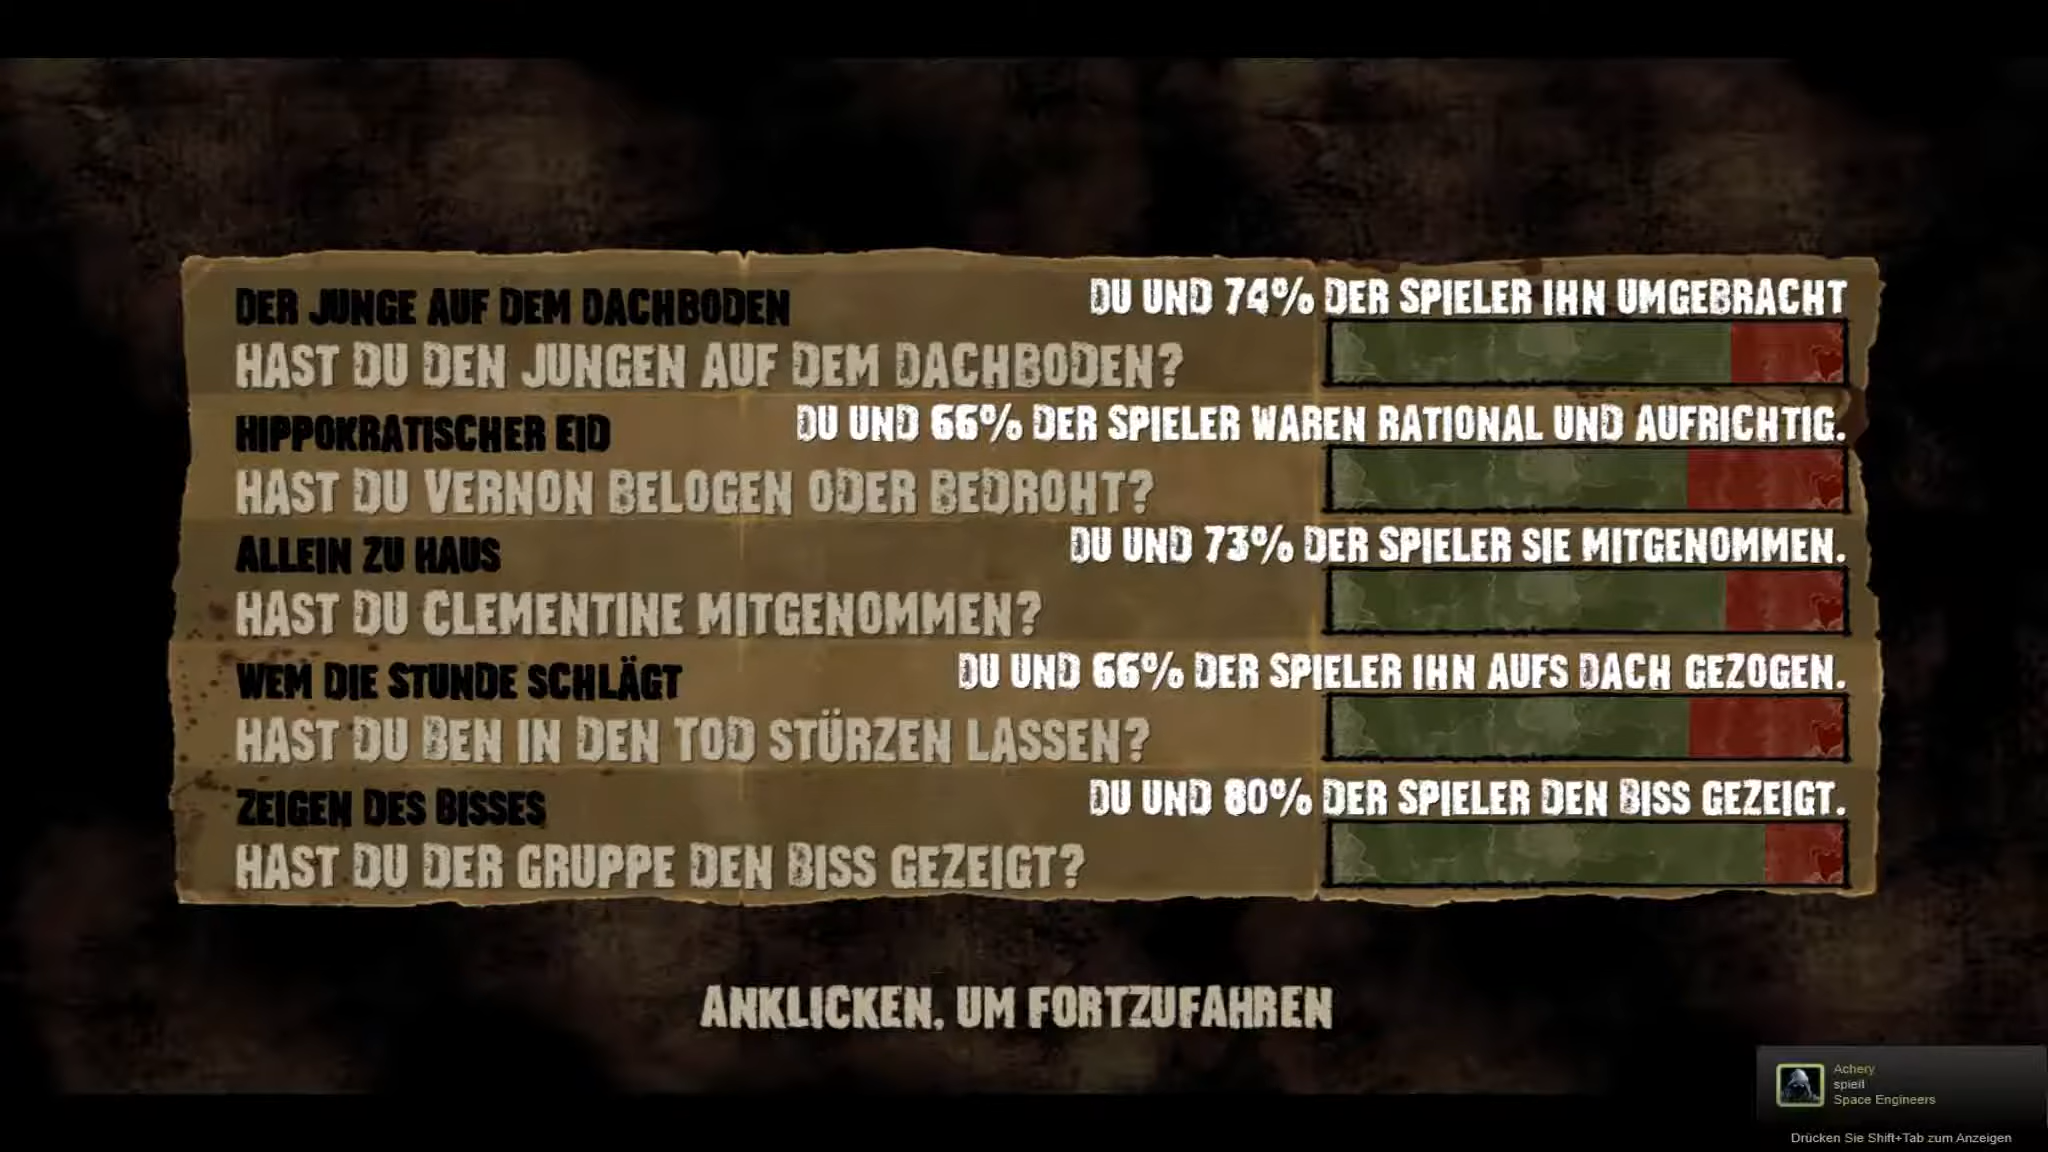 DER JUNGE AUF DEM DACHBODEN
DU UND 74% DER SPIELER IHN UMGEBRACHT
HAST DU DEN JUNGEN AUF DEM DACHBODEN?
HIPPOKRATISCHER EID
DU UND 66% DER SPIELER WAREN RATIONAL UND AUFRICHTIG.
HAST DU VERNON BELOGEN ODER BEDROHT?
ALLEIN ZU HAUS
DU UND 73% DER SPIELER SIE MITGENOMMEN.
HAST DU CLEMENTINE MITGENOMMEN?
WEM DIE STUNDE SCHLÄGT
DU UND 66% DER SPIELER IHN AUFS DACH GEZOGEN.
HAST DU BEN IN DEN TOD STÜRZEN LASSEN?
ZEIGEN DES BISSES
DU UND 80% DER SPIELER DEN BISS GEZEIGT.
HAST DU DER GRUPPE DEN BISS GEZEIGT?
ANKLICKEN, UM FORTZUFAHREN
Achery
spielt
Space Engineers
Drücken Sie Shift+Tab zum Anzeigen